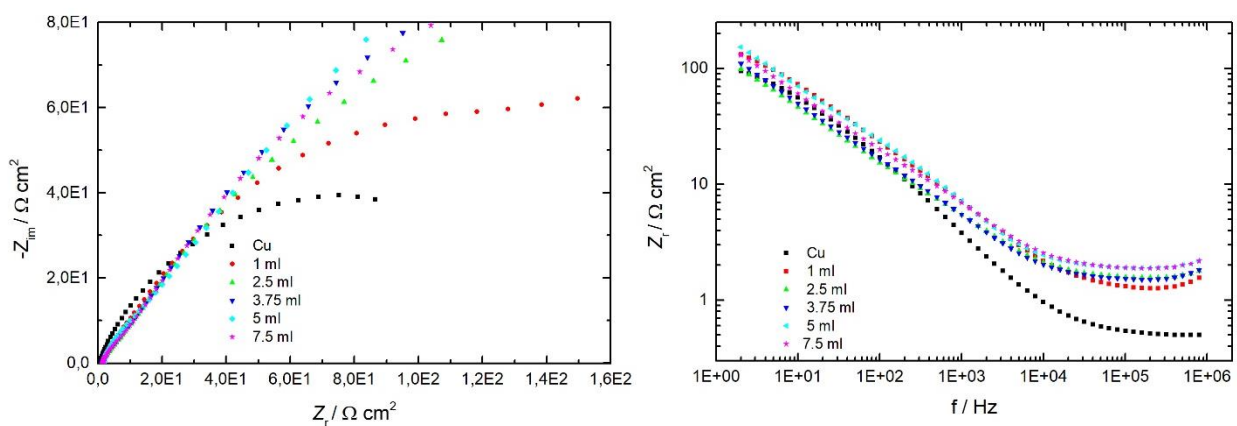 8,0E1
6,0E1
4,0E1
2,0E1
0,0
-Zim / Ω cm²
Cu
1 ml
2.5 ml
3.75 ml
5 ml
7.5 ml
0,0 2,0E1 4,0E1 6,0E1 8,0E1 1,0E2 1,2E2 1,4E2 1,6E2
Zr / Ω cm²
100
10
1
Zr / Ω cm²
Cu
1 ml
2.5 ml
3.75 ml
5 ml
7.5 ml
1E+00 1E+01 1E+02 1E+03 1E+04 1E+05 1E+06
f / Hz